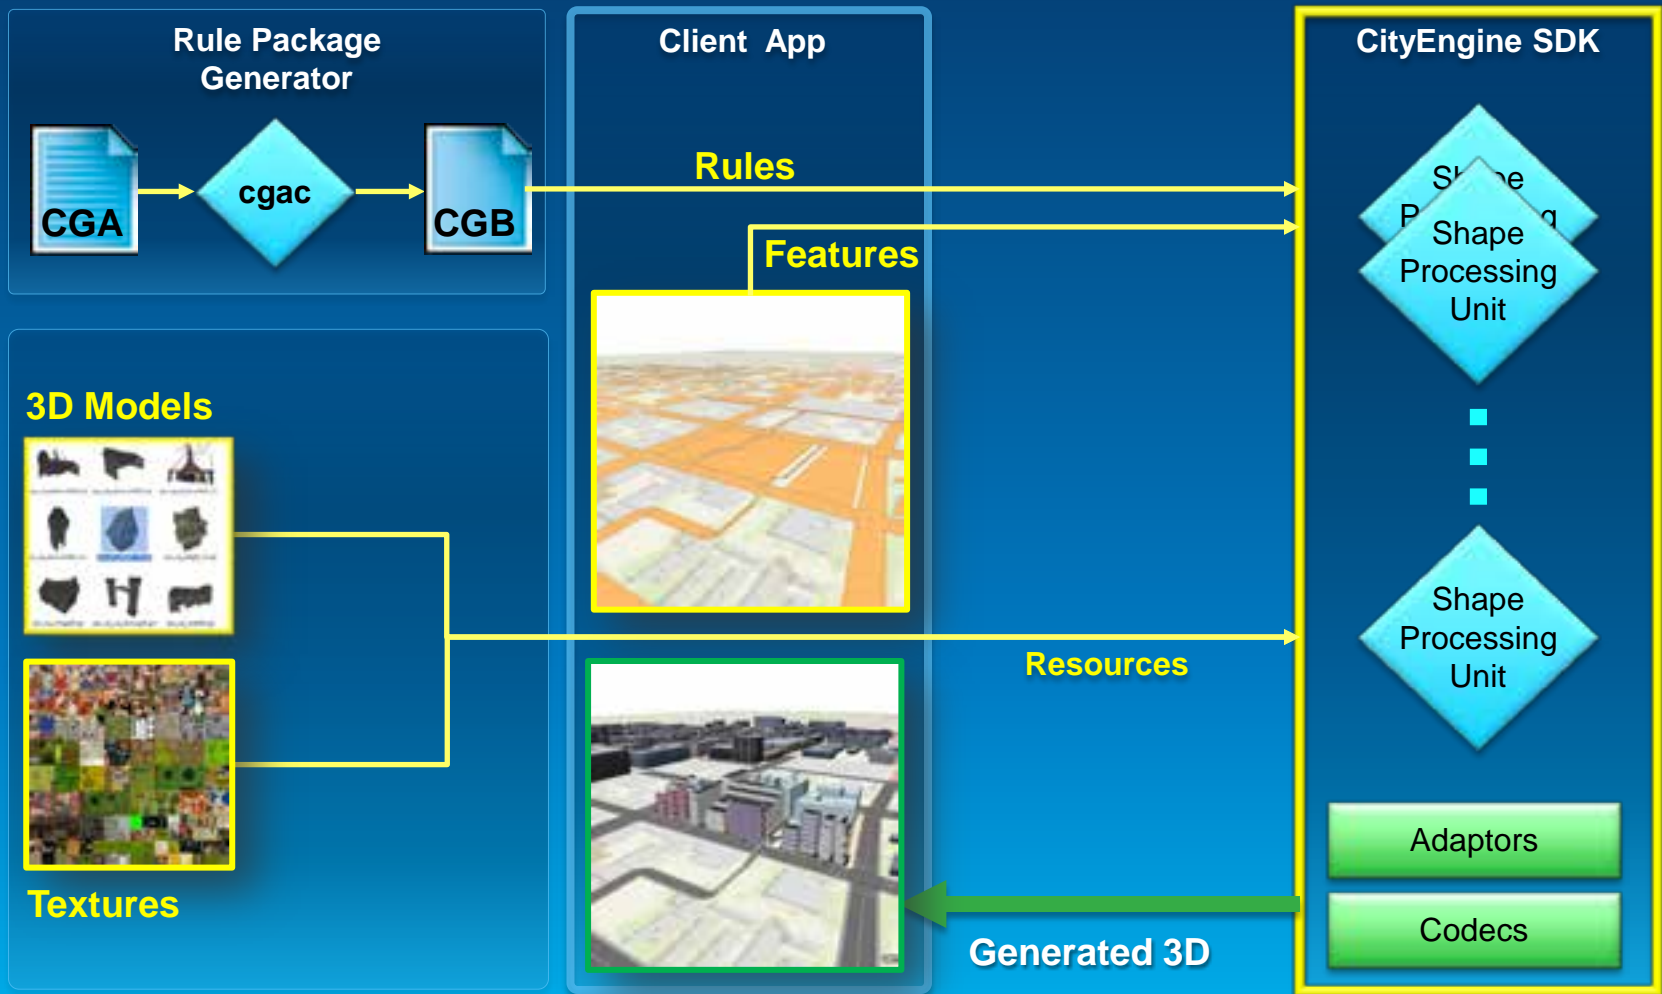 Rule Package
Generator
CGA
cgac
CGB
Client App
Rules
Features
CityEngine SDK
Shape
Processing
Unit
Shape
Processing
Unit
3D Models
Textures
Resources
Generated 3D
Adaptors
Codecs